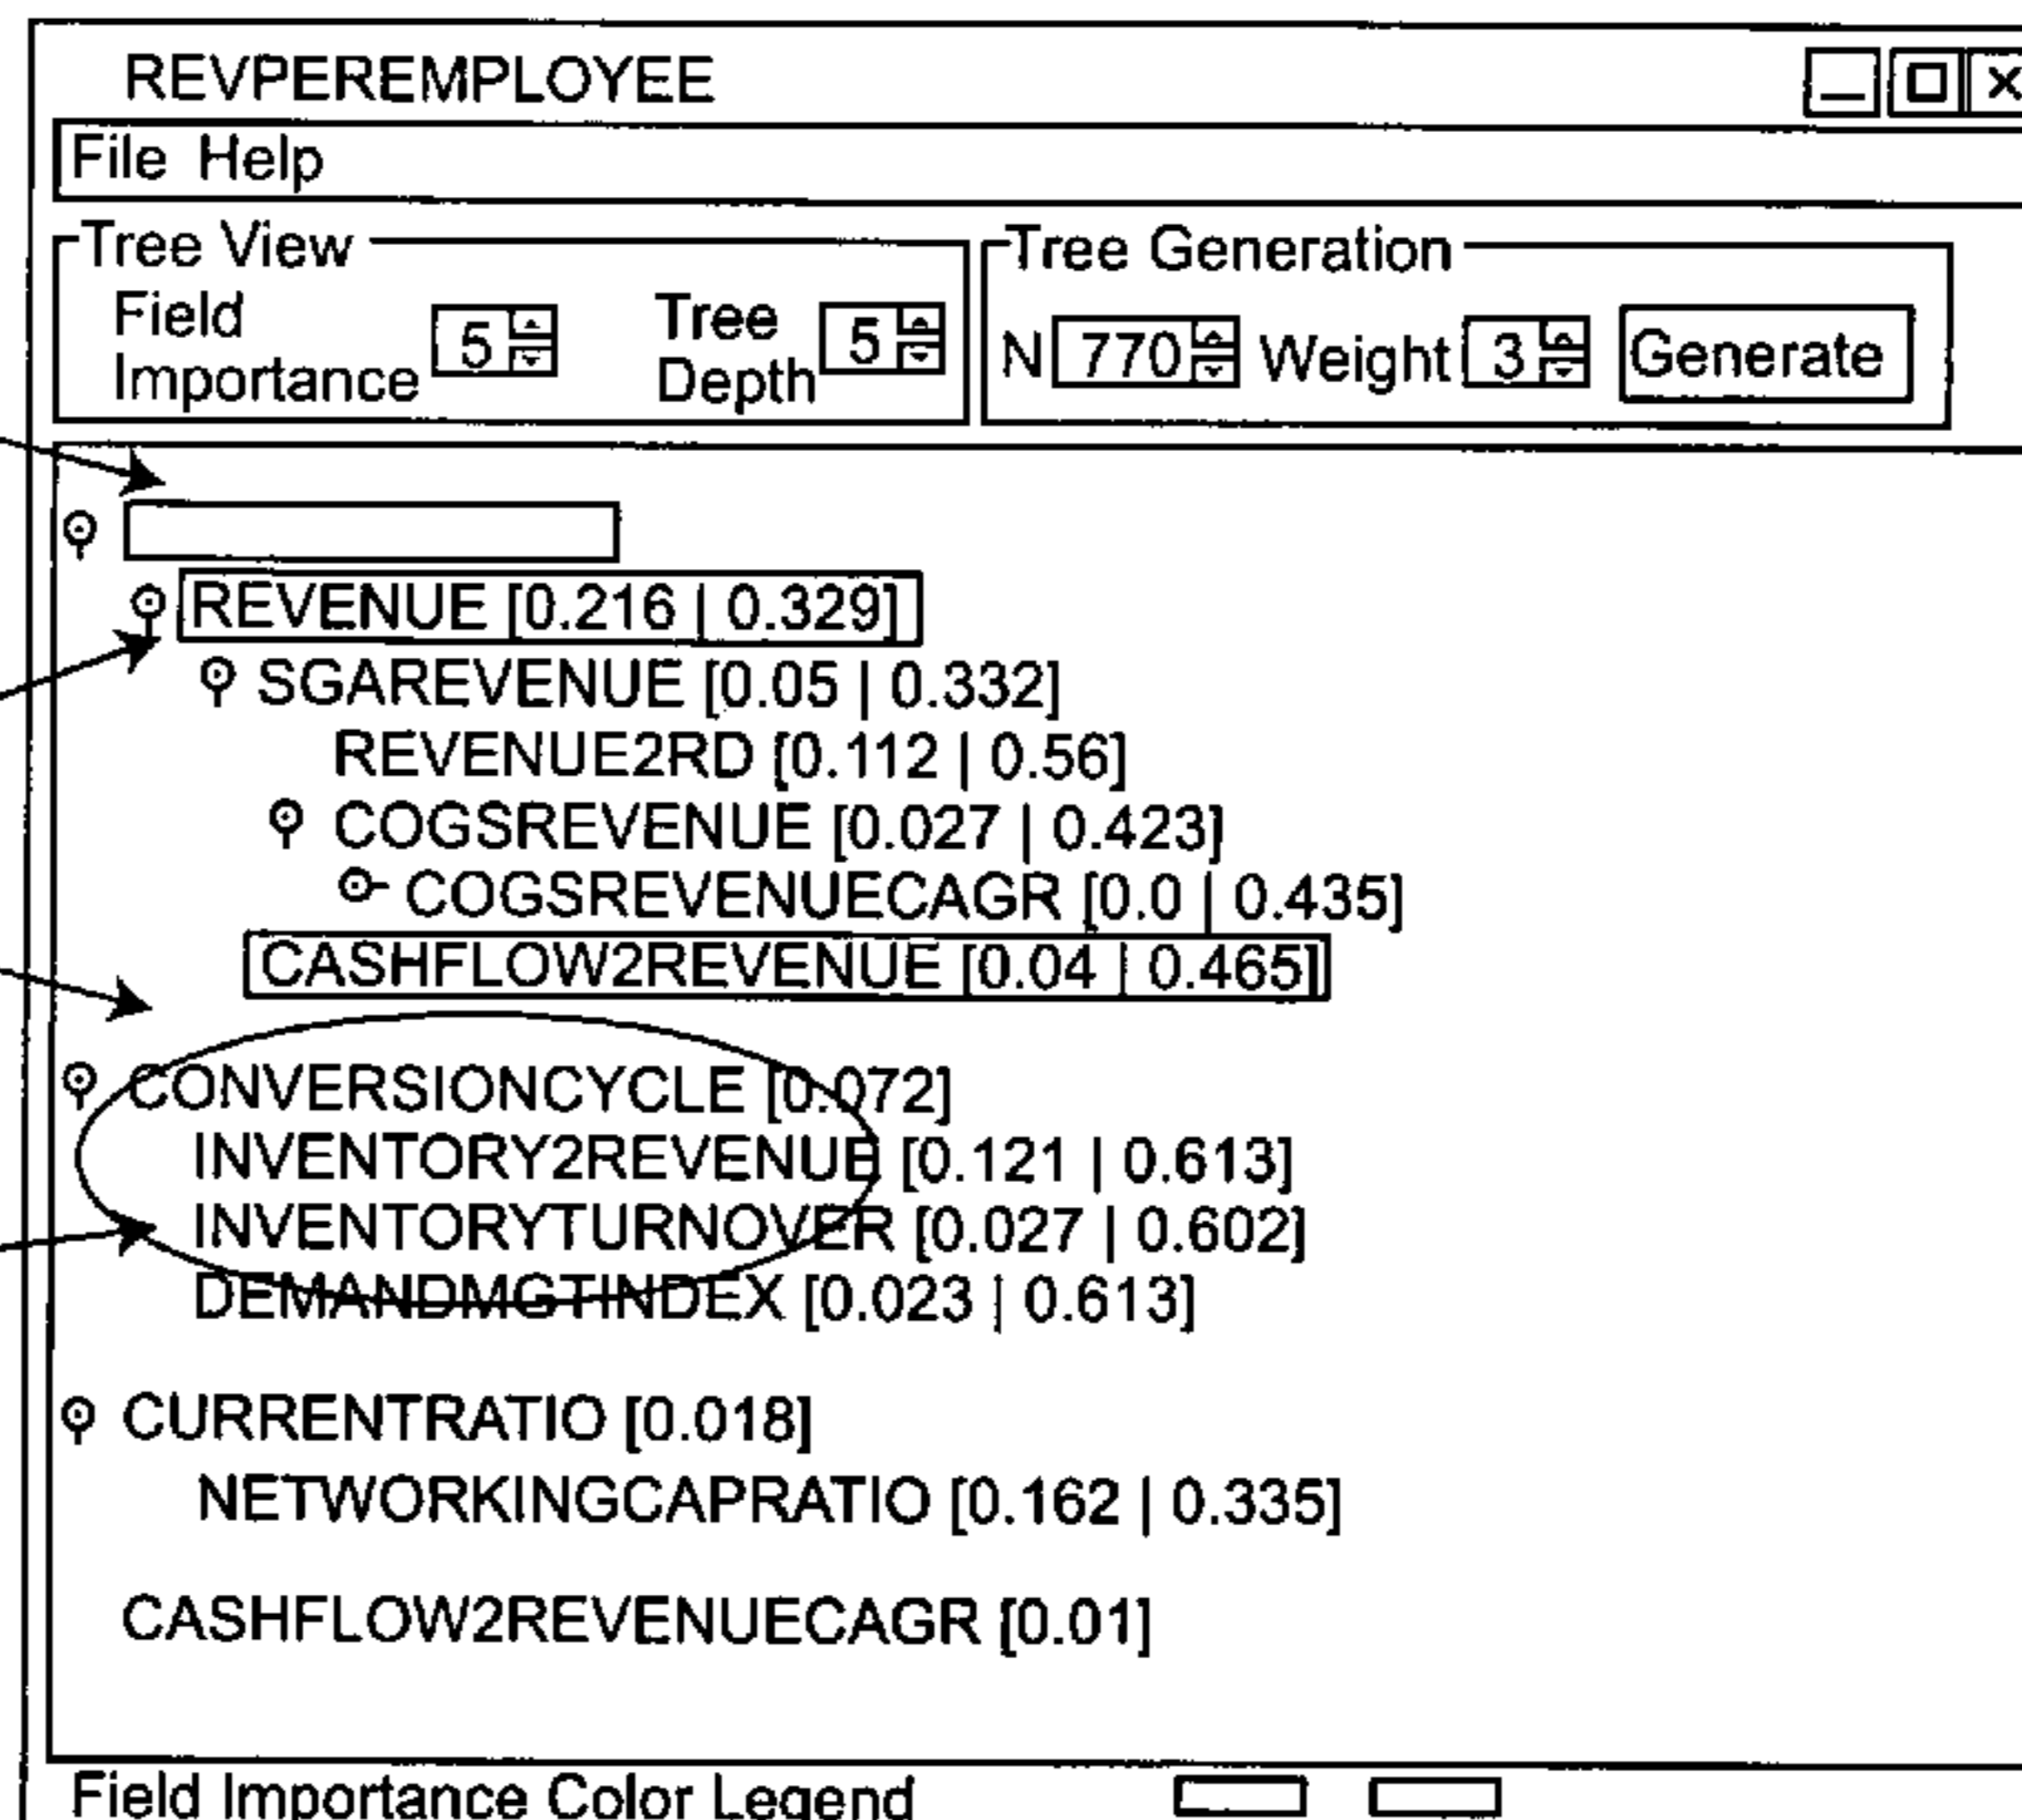 REVPEREMPLOYEE
File Help
Tree View Tree Generation
Field Importance 5 Tree Depth 5 N 770 Weight 3 Generate
REVENUE [0.216 | 0.329]
SGAREVENUE [0.05 | 0.332]
REVENUE2RD [0.112 | 0.56]
COGSREVENUE [0.027 | 0.423]
COGSREVENUECAGR [0.0 | 0.435]
CASHFLOW2REVENUE [0.04 | 0.465]
CONVERSIONCYCLE [0.072]
INVENTORY2REVENUE [0.121 | 0.613]
INVENTORYTURNOVER [0.027 | 0.602]
DEMANDMGTINDEX [0.023 | 0.613]
CURRENTRATIO [0.018]
NETWORKINGCAPRATIO [0.162 | 0.335]
CASHFLOW2REVENUECAGR [0.01]
Field Importance Color Legend